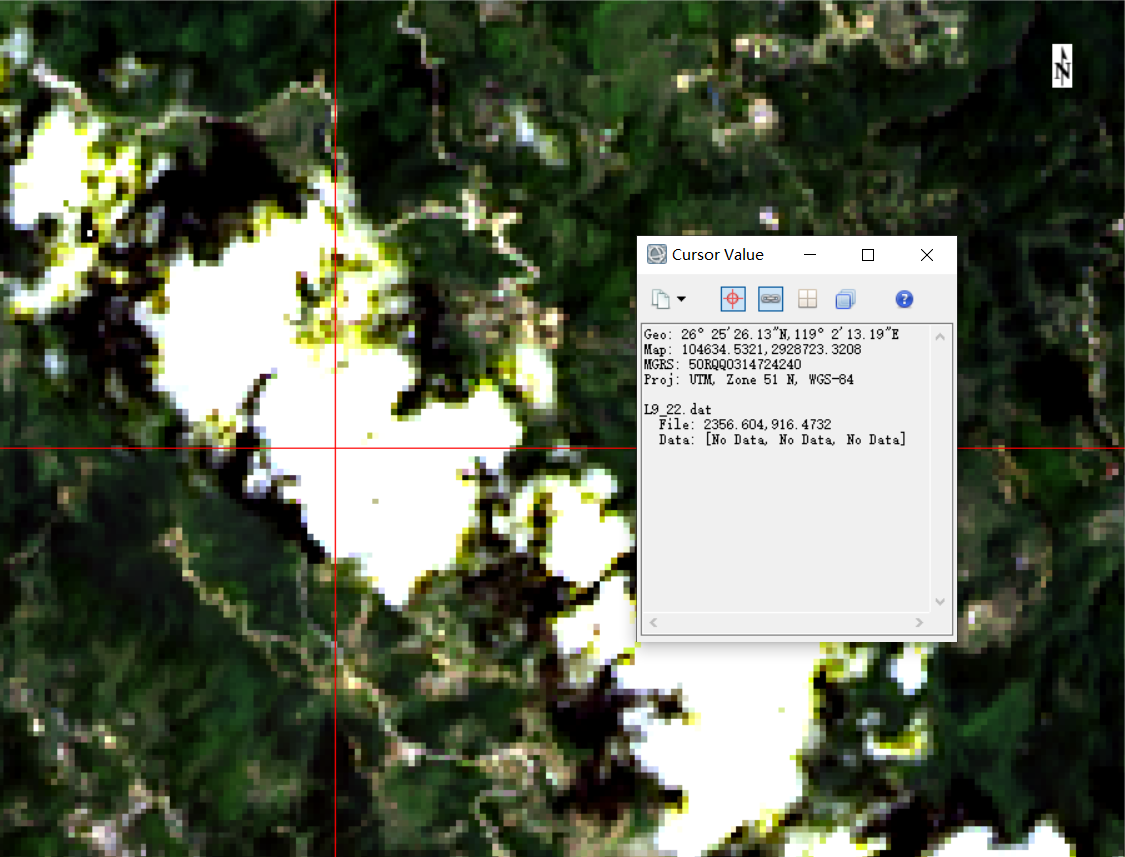 N
Cursor Value
Geo: 26° 25'26.13"N,119° 2'13.19"E
Map: 104634.5321,2928723.3208
MGRS: 50RQQ0314724240
Proj: UTM, Zone 51 N, WGS-84
L9_22.dat
File: 2356.604,916.4732
Data: [No Data, No Data, No Data]